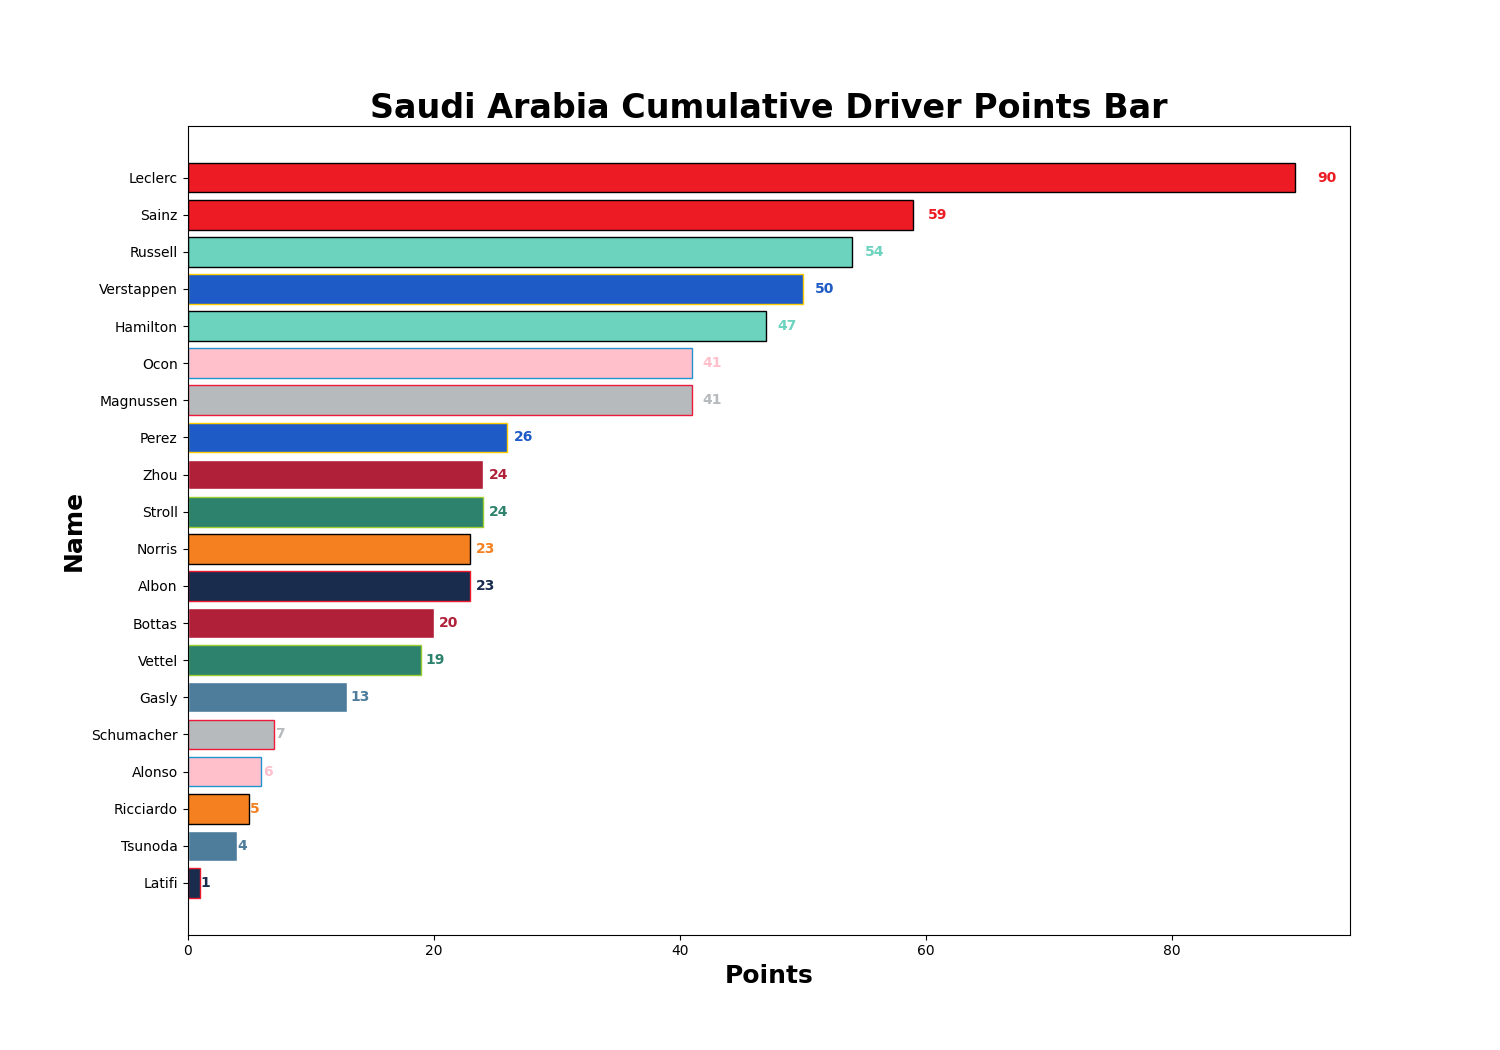 Saudi Arabia Cumulative Driver Points Bar
Leclerc 90
Sainz 59
Russell 54
Verstappen 50
Hamilton 47
Ocon 41
Magnussen 41
Perez 26
Zhou 24
Stroll 24
Norris 23
Albon 23
Bottas 20
Vettel 19
Gasly 13
Schumacher 7
Alonso 6
Ricciardo 5
Tsunoda 4
Latifi 1
Name
0 20 40 60 80
Points